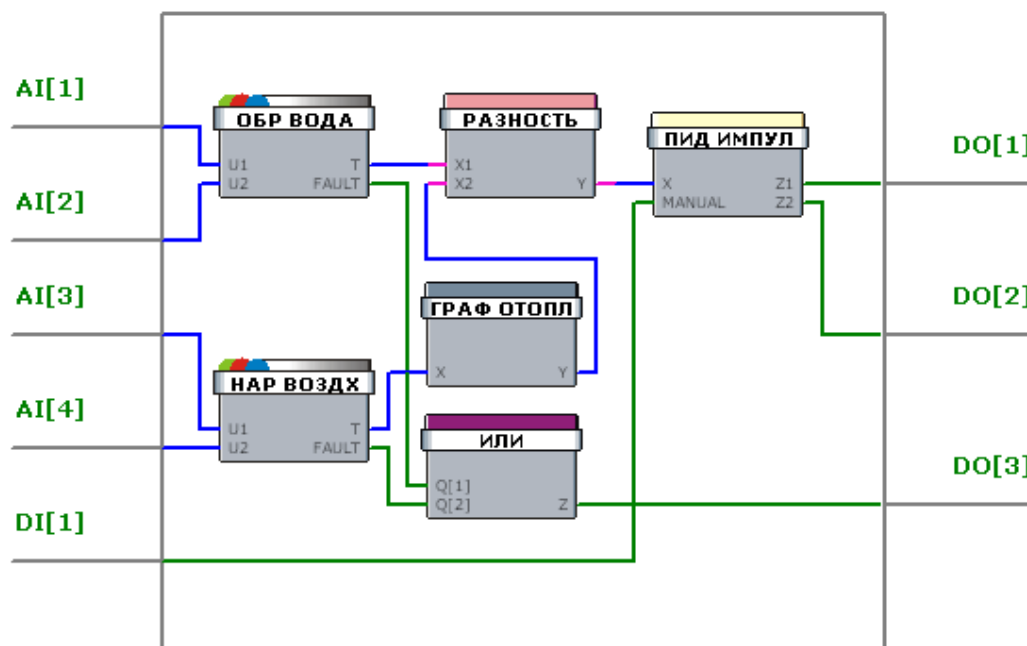 AI[1]
AI[2]
AI[3]
AI[4]
DI[1]
ОБР ВОДА
U1 T
U2 FAULT
РАЗНОСТЬ
X1
X2 Y
ПИД ИМПУЛ
X Z1
MANUAL Z2
ГРАФ ОТОПЛ
X Y
НАР ВОЗДХ
U1 T
U2 FAULT
ИЛИ
Q[1]
Q[2] Z
DO[1]
DO[2]
DO[3]